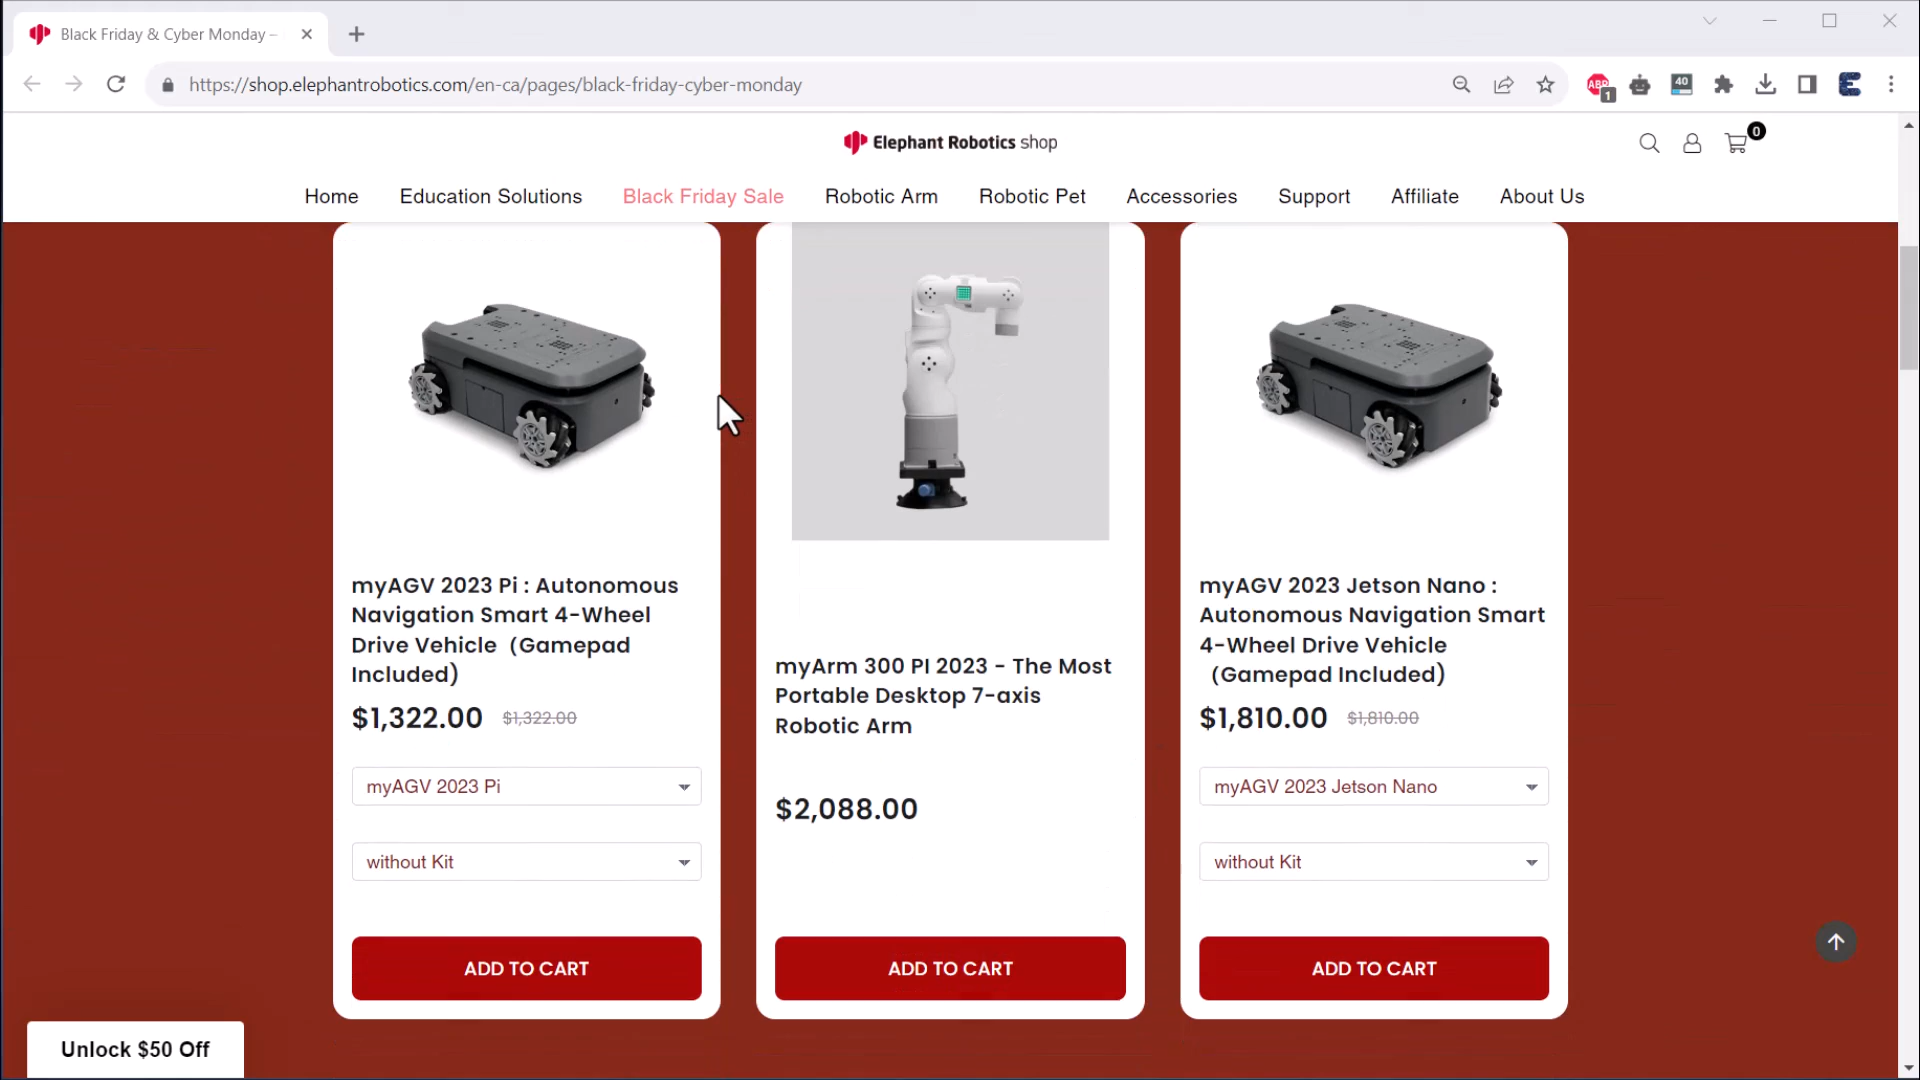 Black Friday & Cyber Monday –
https://shop.elephantrobotics.com/en-ca/pages/black-friday-cyber-monday
ABP
1
40
E
Elephant Robotics shop
0
Home
Education Solutions
Black Friday Sale
Robotic Arm
Robotic Pet
Accessories
Support
Affiliate
About Us
myAGV 2023 Pi : Autonomous
Navigation Smart 4-Wheel
Drive Vehicle（Gamepad
Included)
$1,322.00 $1,322.00
myAGV 2023 Pi
without Kit
ADD TO CART
myArm 300 PI 2023 - The Most
Portable Desktop 7-axis
Robotic Arm
$2,088.00
ADD TO CART
myAGV 2023 Jetson Nano :
Autonomous Navigation Smart
4-Wheel Drive Vehicle
（Gamepad Included)
$1,810.00 $1,810.00
myAGV 2023 Jetson Nano
without Kit
ADD TO CART
Unlock $50 Off